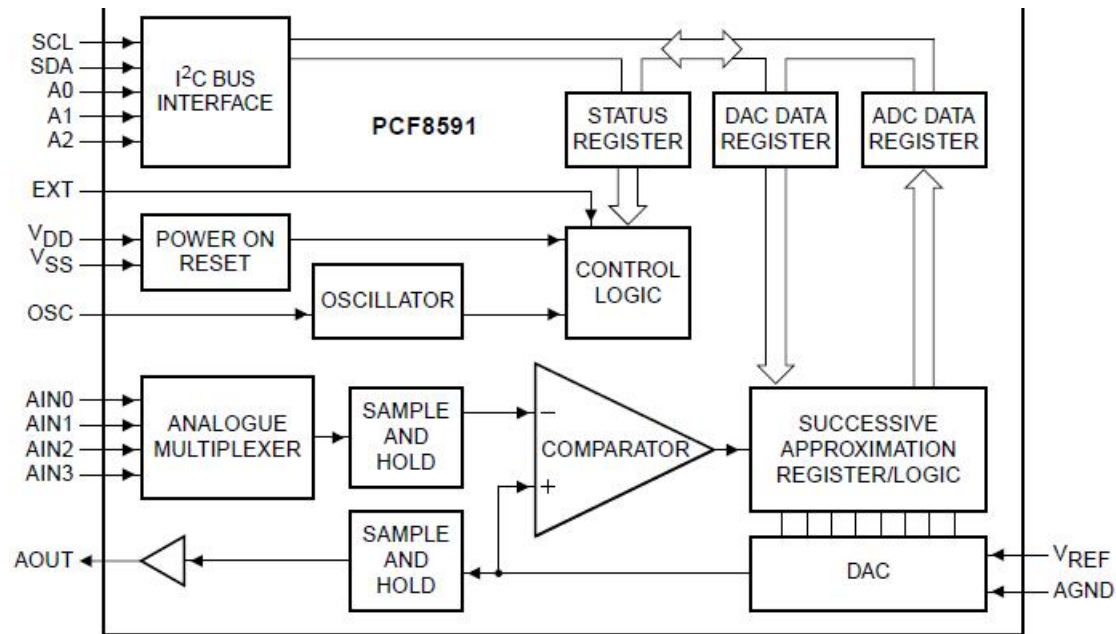 SCL
SDA
A0
A1
A2
I²C BUS
INTERFACE
PCF8591
STATUS
REGISTER
DAC DATA
REGISTER
ADC DATA
REGISTER
EXT
VDD
VSS
POWER ON
RESET
OSC
OSCILLATOR
CONTROL
LOGIC
AIN0
AIN1
AIN2
AIN3
ANALOGUE
MULTIPLEXER
SAMPLE
AND
HOLD
−
+
COMPARATOR
SUCCESSIVE
APPROXIMATION
REGISTER/LOGIC
AOUT
SAMPLE
AND
HOLD
DAC
VREF
AGND